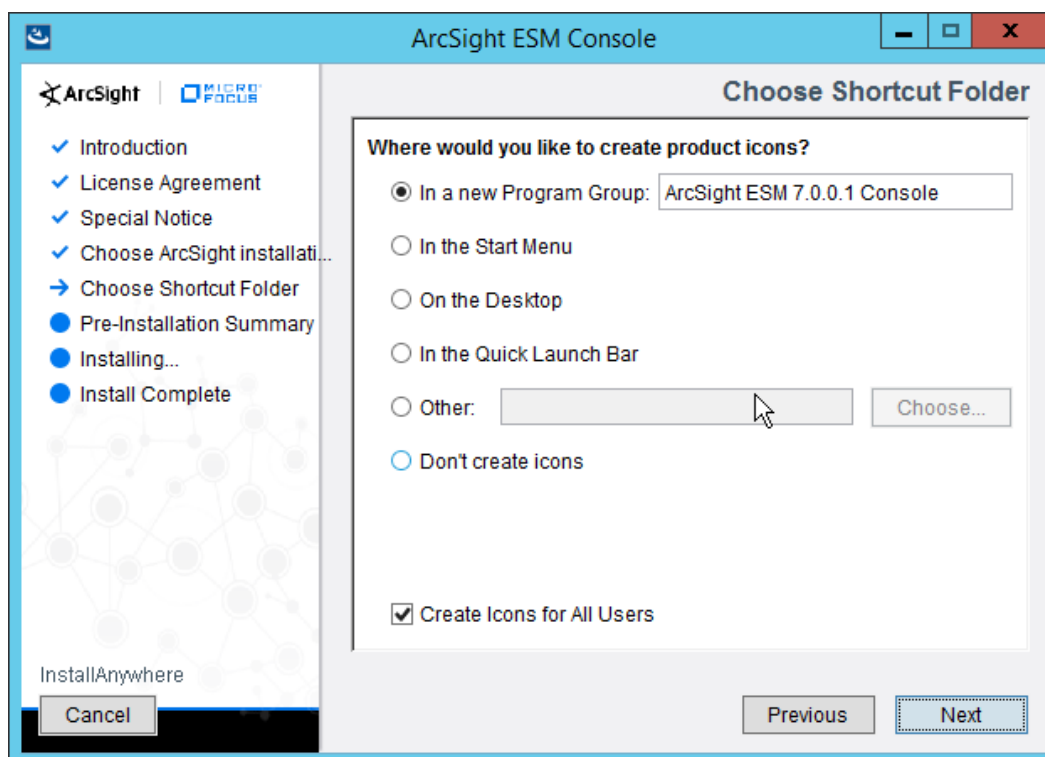 ArcSight ESM Console
ArcSight | MICRO FOCUS
Choose Shortcut Folder
Introduction
License Agreement
Special Notice
Choose ArcSight installati...
Choose Shortcut Folder
Pre-Installation Summary
Installing...
Install Complete
Where would you like to create product icons?
In a new Program Group: ArcSight ESM 7.0.0.1 Console
In the Start Menu
On the Desktop
In the Quick Launch Bar
Other: Choose...
Don't create icons
Create Icons for All Users
InstallAnywhere
Cancel Previous Next